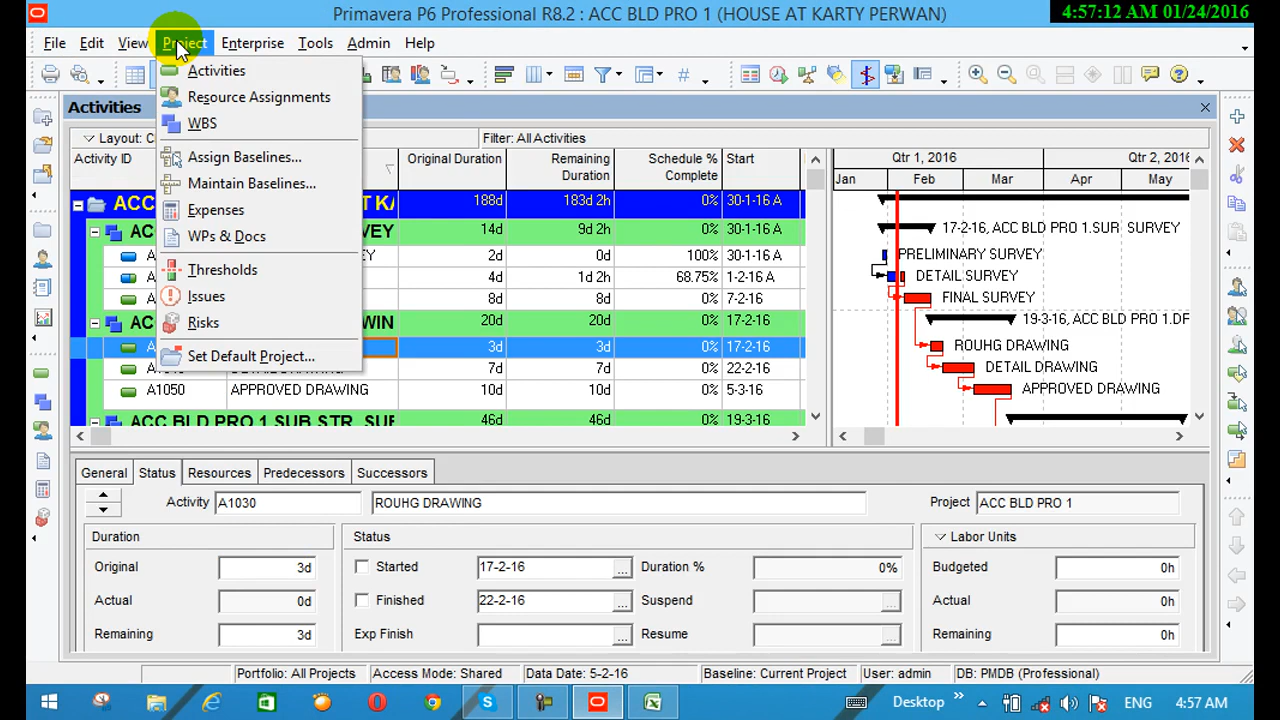 Primavera P6 Professional R8.2 : ACC BLD PRO 1 (HOUSE AT KARTY PERWAN)
4:57:12 AM 01/24/2016
File Edit View Project Enterprise Tools Admin Help
Activities
Resource Assignments
WBS
Assign Baselines...
Maintain Baselines...
Expenses
WPs & Docs
Thresholds
Issues
Risks
Set Default Project...
Activities
Layout: C
Filter: All Activities
Activity ID
Original Duration
Remaining Duration
Schedule % Complete
Start
Qtr 1, 2016
Qtr 2, 2016
Jan Feb Mar Apr May
ACC 188d 183d 2h 0% 30-1-16 A
AC VEY 14d 9d 2h 0% 30-1-16 A
17-2-16, ACC BLD PRO 1.SUR SURVEY
A EY 2d 0d 100% 30-1-16 A
PRELIMINARY SURVEY
A 4d 1d 2h 68.75% 1-2-16 A
DETAIL SURVEY
A 8d 8d 0% 7-2-16
FINAL SURVEY
AC WIN 20d 20d 0% 17-2-16
19-3-16, ACC BLD PRO 1.DF
A 3d 3d 0% 17-2-16
ROUHG DRAWING
7d 7d 0% 22-2-16
DETAIL DRAWING
A1050 APPROVED DRAWING 10d 10d 0% 5-3-16
APPROVED DRAWING
ACC BLD PRO 1.SUB STR SUF 46d 46d 0% 19-3-16
General Status Resources Predecessors Successors
Activity A1030 ROUHG DRAWING Project ACC BLD PRO 1
Duration
Original 3d
Actual 0d
Remaining 3d
Status
Started 17-2-16 ... Duration % 0%
Finished 22-2-16 ... Suspend ...
Exp Finish ... Resume ...
Labor Units
Budgeted 0h
Actual 0h
Remaining 0h
Portfolio: All Projects Access Mode: Shared Data Date: 5-2-16 Baseline: Current Project User: admin DB: PMDB (Professional)
Desktop ENG 4:57 AM